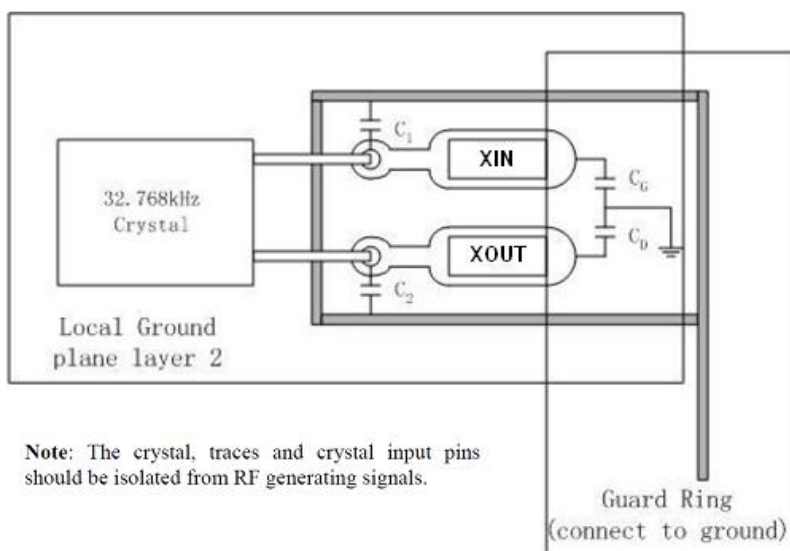 C1
XIN
CG
32.768kHz
Crystal
XOUT
CD
C2
Local Ground
plane layer 2
Note: The crystal, traces and crystal input pins
should be isolated from RF generating signals.
Guard Ring
(connect to ground)